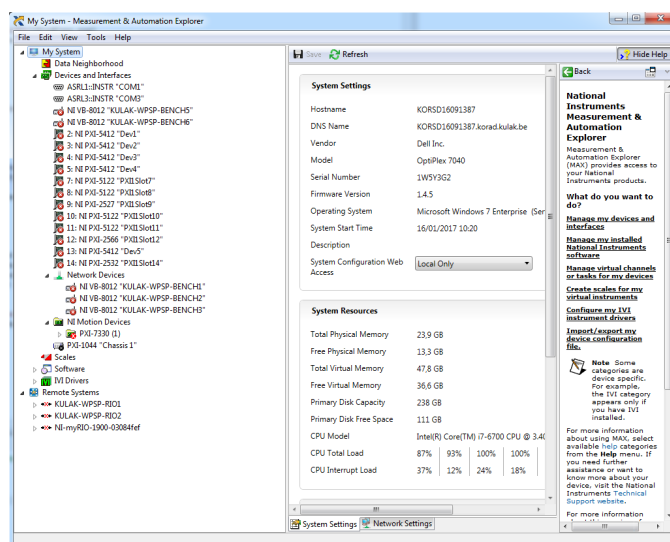 My System - Measurement & Automation Explorer
File Edit View Tools Help
My System
Data Neighborhood
Devices and Interfaces
ASRL1::INSTR "COM1"
ASRL3::INSTR "COM3"
NI VB-8012 "KULAK-WPSP-BENCH5"
NI VB-8012 "KULAK-WPSP-BENCH6"
2: NI PXI-5412 "Dev1"
3: NI PXI-5412 "Dev2"
4: NI PXI-5412 "Dev3"
5: NI PXI-5412 "Dev4"
7: NI PXI-5122 "PXI1Slot7"
8: NI PXI-5122 "PXI1Slot8"
9: NI PXI-2527 "PXI1Slot9"
10: NI PXI-5122 "PXI1Slot10"
11: NI PXI-5122 "PXI1Slot11"
12: NI PXI-2566 "PXI1Slot12"
13: NI PXI-5412 "Dev5"
14: NI PXI-2532 "PXI1Slot14"
Network Devices
NI VB-8012 "KULAK-WPSP-BENCH1"
NI VB-8012 "KULAK-WPSP-BENCH2"
NI VB-8012 "KULAK-WPSP-BENCH3"
NI Motion Devices
PXI-7330 (1)
PXI-1044 "Chassis 1"
Scales
Software
IVI Drivers
Remote Systems
KULAK-WPSP-RIO1
KULAK-WPSP-RIO2
NI-myRIO-1900-03084fef
Save Refresh
Hide Help
System Settings
Hostname KORSD16091387
DNS Name KORSD16091387.korad.kulak.be
Vendor Dell Inc.
Model OptiPlex 7040
Serial Number 1W5Y3G2
Firmware Version 1.4.5
Operating System Microsoft Windows 7 Enterprise (Ser
System Start Time 16/01/2017 10:20
Description
System Configuration Web Local Only
Access
System Resources
Total Physical Memory 23,9 GB
Free Physical Memory 13,3 GB
Total Virtual Memory 47,8 GB
Free Virtual Memory 36,6 GB
Primary Disk Capacity 238 GB
Primary Disk Free Space 111 GB
CPU Model Intel(R) Core(TM) i7-6700 CPU @ 3.40
CPU Total Load 87% 93% 100% 100%
CPU Interrupt Load 37% 12% 24% 18%
System Settings Network Settings
Back
National
Instruments
Measurement &
Automation
Explorer
Measurement &
Automation Explorer
(MAX) provides access to
your National
Instruments products.
What do you want to
do?
Manage my devices and
interfaces
Manage my installed
National Instruments
software
Manage virtual channels
or tasks for my devices
Create scales for my
virtual instruments
Configure my IVI
instrument drivers
Import/export my
device configuration
file.
Note Some
categories are
device specific.
For example,
the IVI category
appears only if
you have IVI
installed.
For more information
about using MAX, select
available help categories
from the Help menu. If
you need further
assistance or want to
know more about your
device, visit the National
Instruments Technical
Support website.
For more information